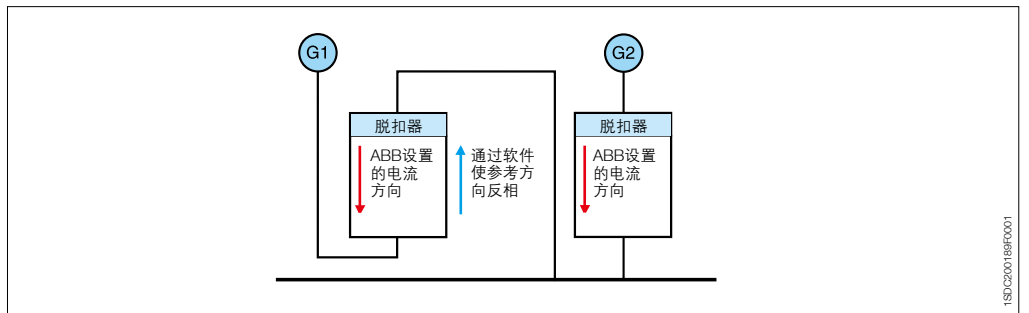 G1
G2
脱扣器
ABB设置
的电流
方向
通过软件
使参考方
向反相
脱扣器
ABB设置
的电流
方向
1SDC200189F0001